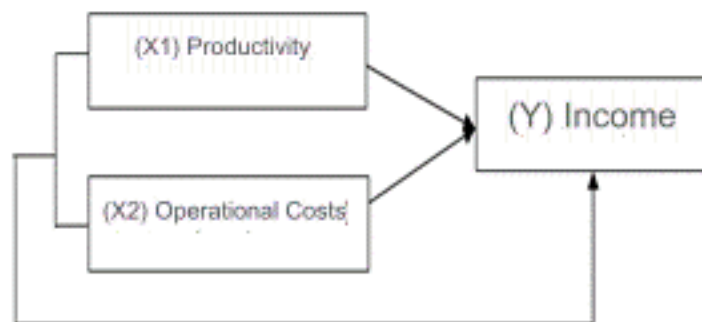 (X1) Productivity
(Y) Income
(X2) Operational Costs